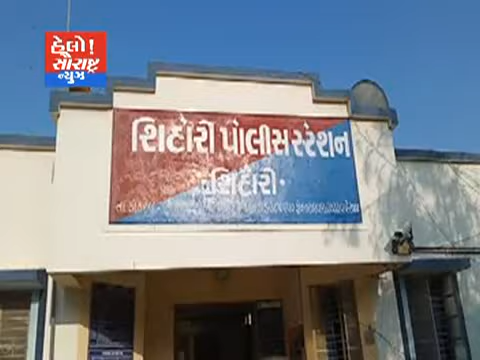 હેલો!
સૌરાષ્ટ્ર
ન્યુઝ
શિહોરી પોલીસ સ્ટેશન
શિહોરી